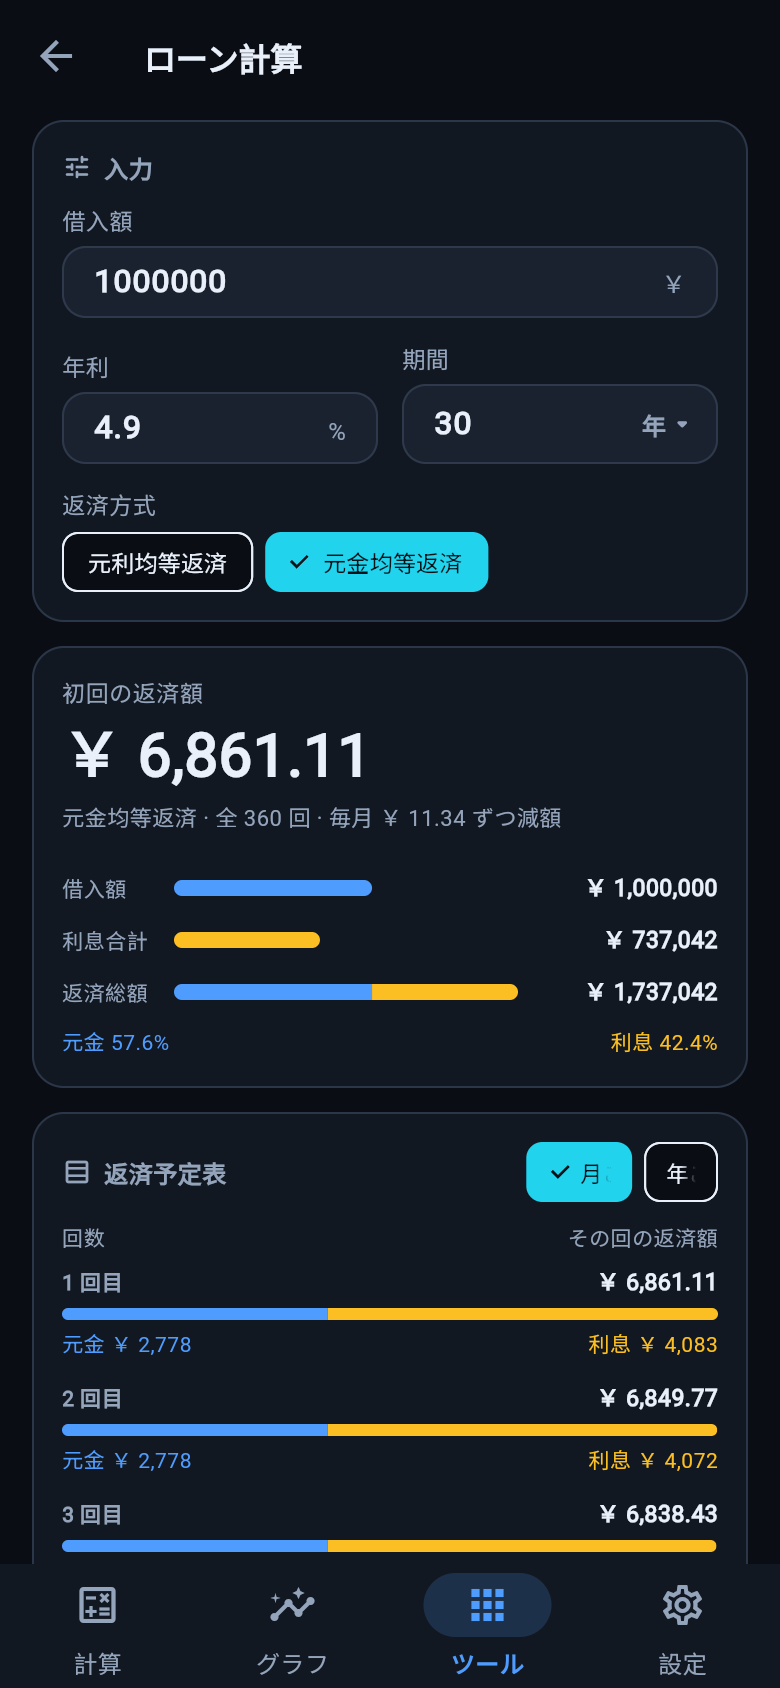 ローン計算
入力
借入額
1000000 ¥
年利 期間
4.9 % 30 年
返済方式
元利均等返済 元金均等返済
初回の返済額
¥ 6,861.11
元金均等返済 · 全 360 回 · 毎月 ¥ 11.34 ずつ減額
借入額 ¥ 1,000,000
利息合計 ¥ 737,042
返済総額 ¥ 1,737,042
元金 57.6% 利息 42.4%
返済予定表 月 年
回数 その回の返済額
1 回目 ¥ 6,861.11
元金 ¥ 2,778 利息 ¥ 4,083
2 回目 ¥ 6,849.77
元金 ¥ 2,778 利息 ¥ 4,072
3 回目 ¥ 6,838.43
計算 グラフ ツール 設定